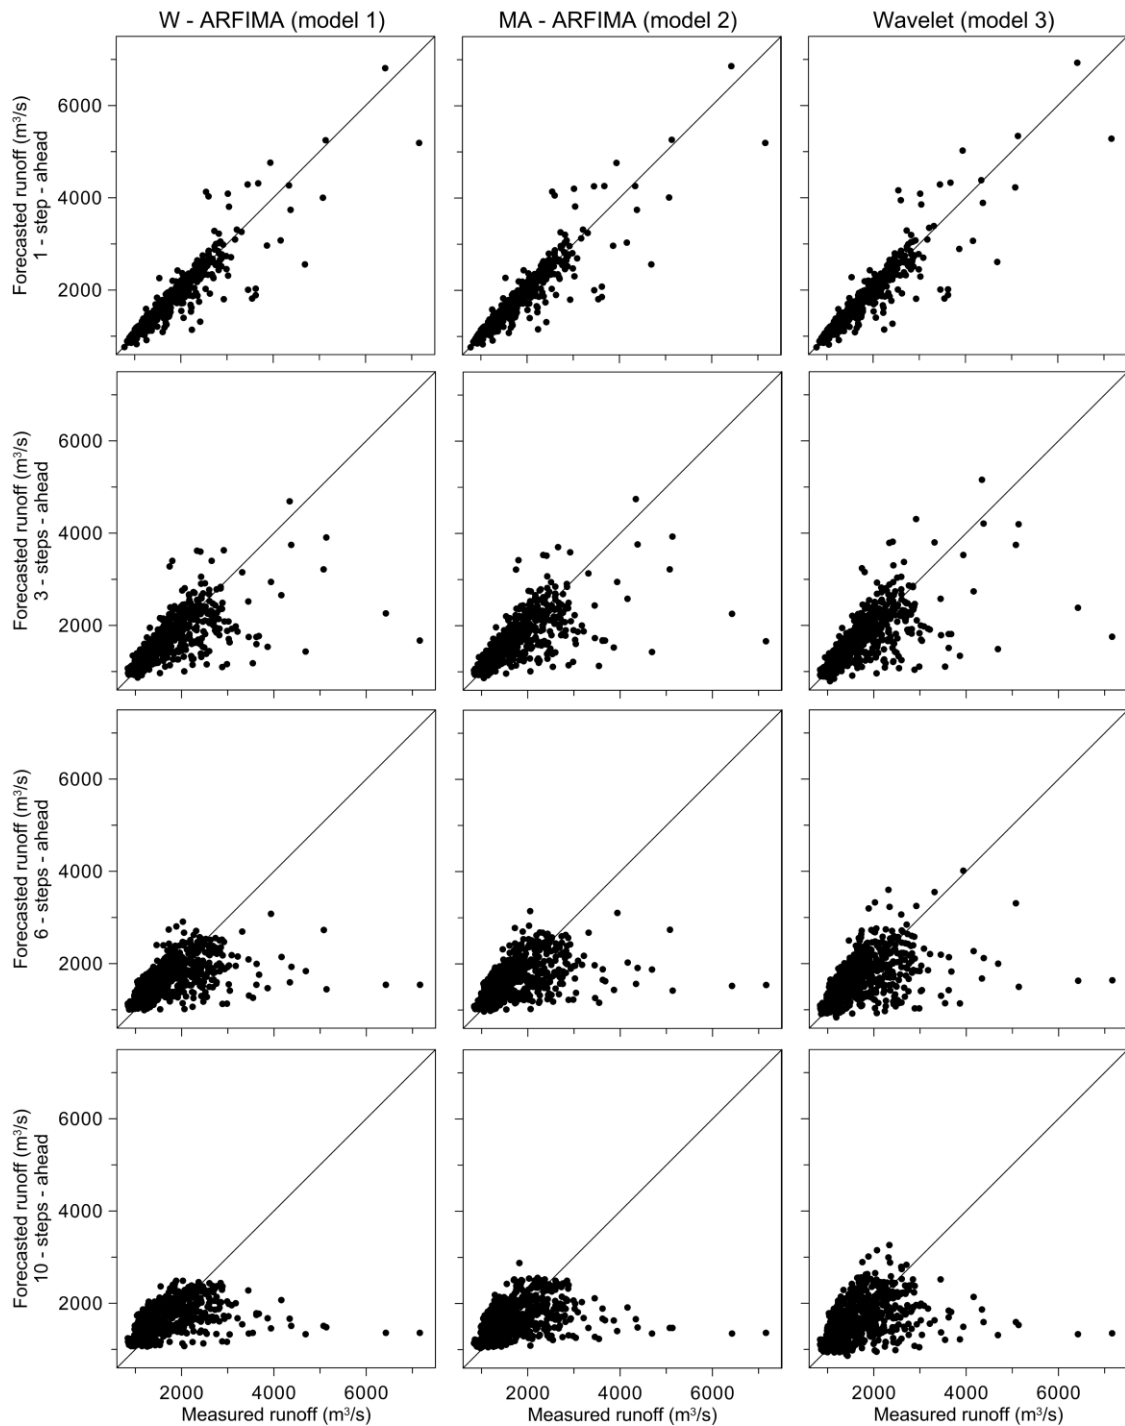 W - ARFIMA (model 1)
MA - ARFIMA (model 2)
Wavelet (model 3)
Forecasted runoff (m³/s)
1 - step - ahead
6000
4000
2000
Forecasted runoff (m³/s)
3 - steps - ahead
6000
4000
2000
Forecasted runoff (m³/s)
6 - steps - ahead
6000
4000
2000
Forecasted runoff (m³/s)
10 - steps - ahead
6000
4000
2000
2000 4000 6000
2000 4000 6000
2000 4000 6000
Measured runoff (m³/s)
Measured runoff (m³/s)
Measured runoff (m³/s)